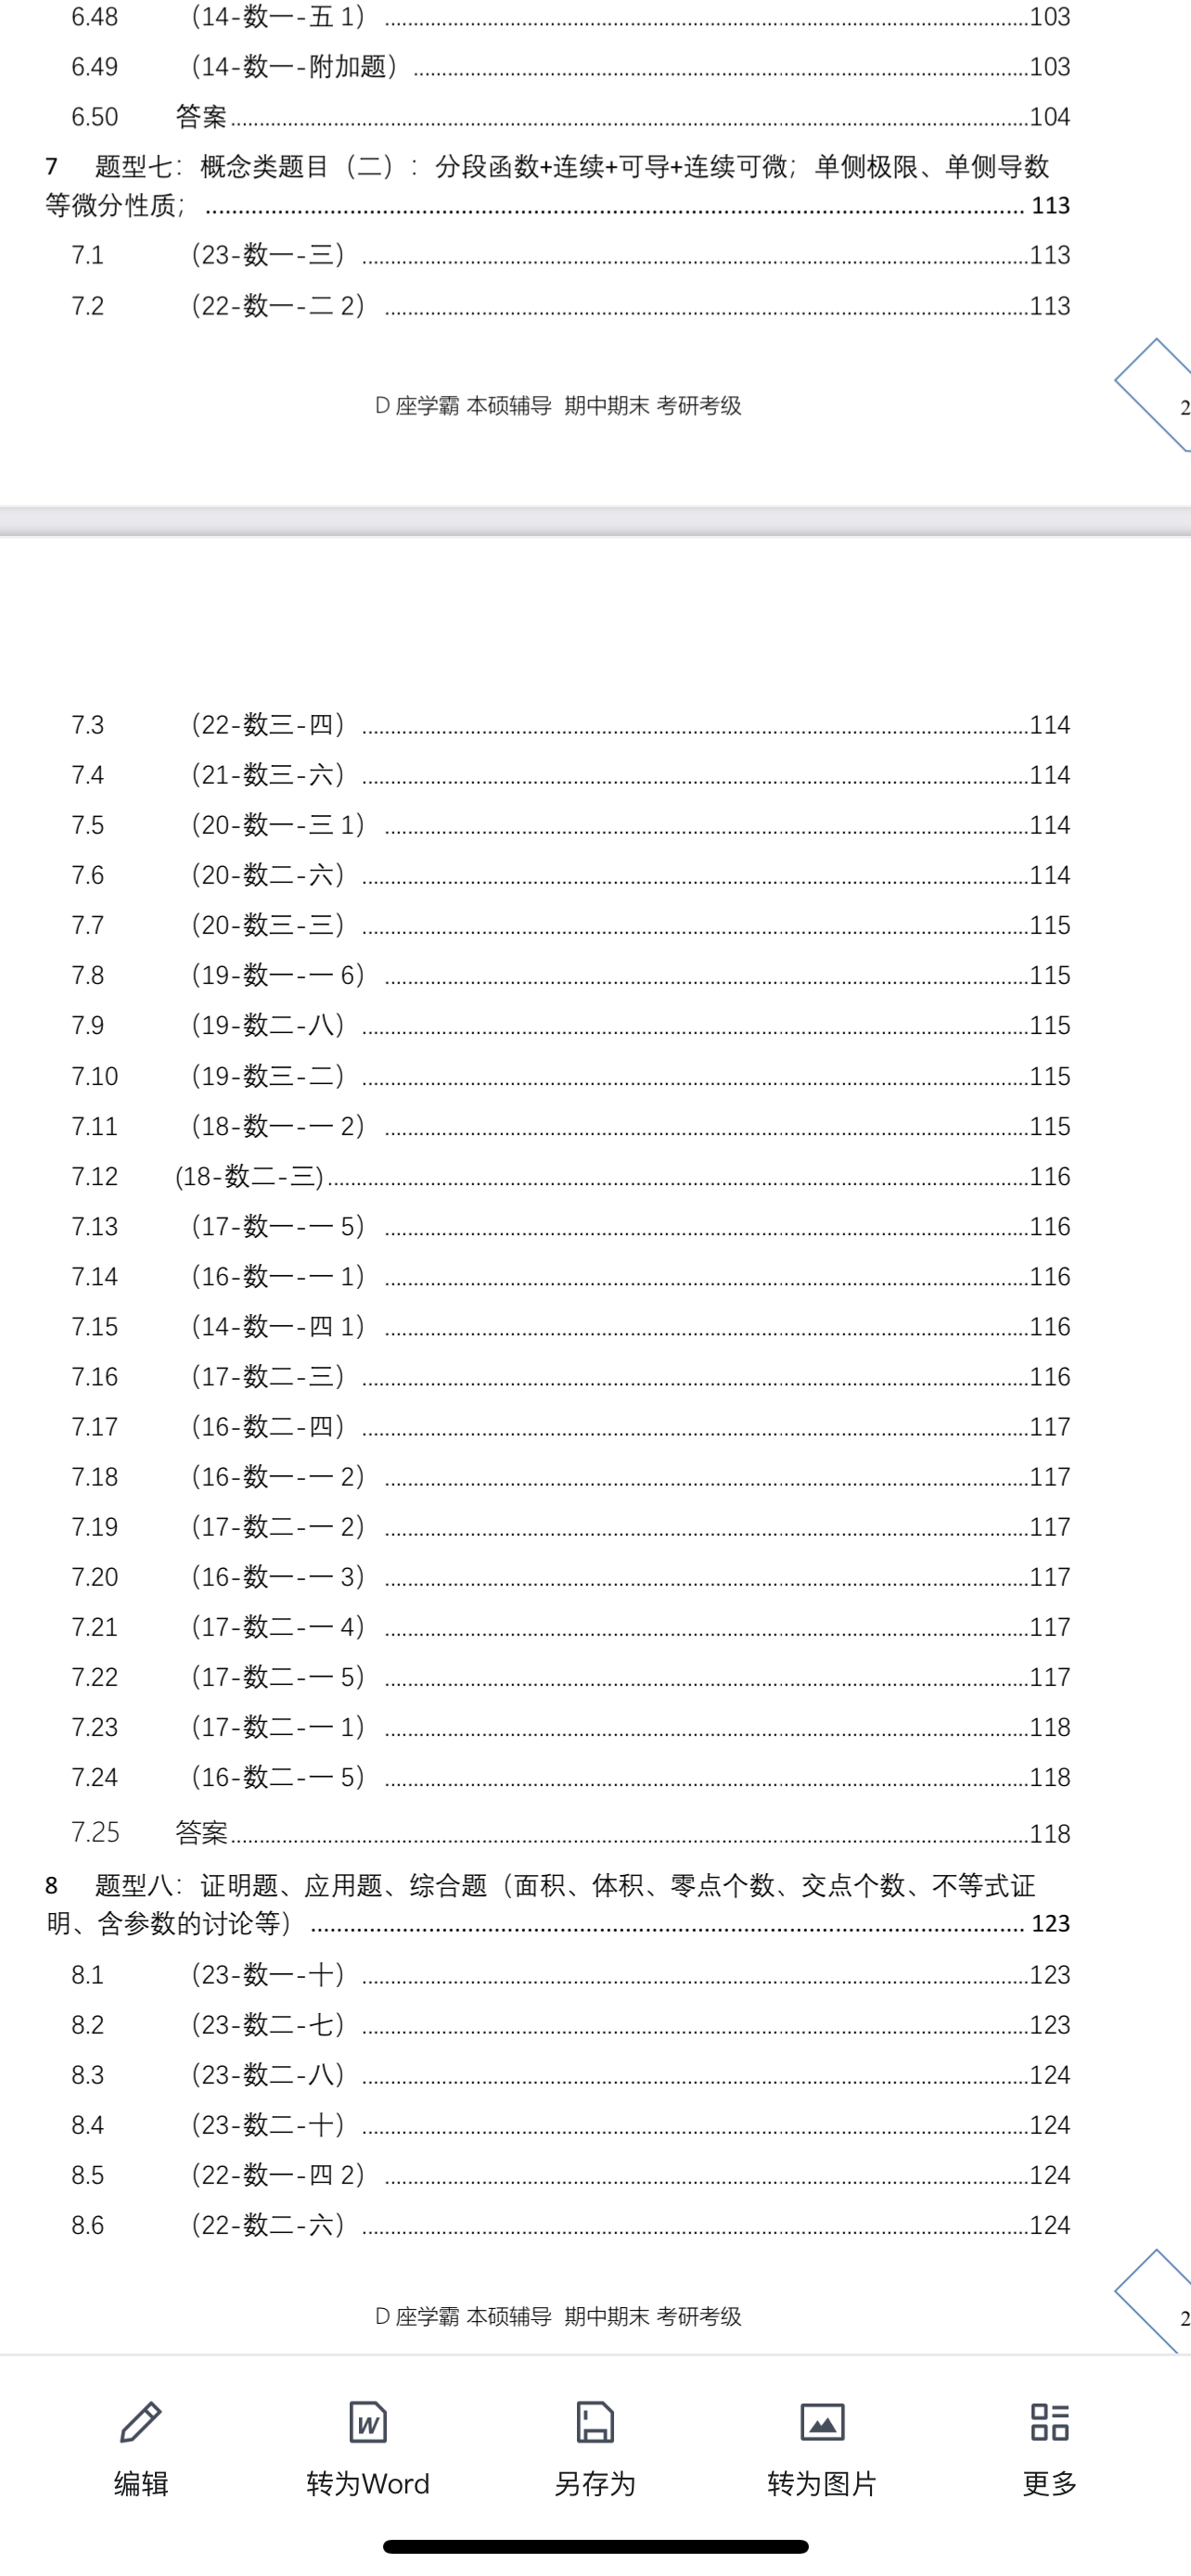 6.48 （14-数一-五 1）....................103
6.49 （14-数一-附加题）....................103
6.50 答案....................104
7 题型七：概念类题目（二）：分段函数+连续+可导+连续可微；单侧极限、单侧导数
等微分性质；.................... 113
7.1 （23-数一-三）....................113
7.2 （22-数一-二 2）....................113
D 座学霸 本硕辅导 期中期末 考研考级
2
7.3 （22-数三-四）....................114
7.4 （21-数三-六）....................114
7.5 （20-数一-三 1）....................114
7.6 （20-数二-六）....................114
7.7 （20-数三-三）....................115
7.8 （19-数一-一 6）....................115
7.9 （19-数二-八）....................115
7.10 （19-数三-二）....................115
7.11 （18-数一-一 2）....................115
7.12 (18-数二-三)....................116
7.13 （17-数一-一 5）....................116
7.14 （16-数一-一 1）....................116
7.15 （14-数一-四 1）....................116
7.16 （17-数二-三）....................116
7.17 （16-数二-四）....................117
7.18 （16-数一-一 2）....................117
7.19 （17-数二-一 2）....................117
7.20 （16-数一-一 3）....................117
7.21 （17-数二-一 4）....................117
7.22 （17-数二-一 5）....................117
7.23 （17-数二-一 1）....................118
7.24 （16-数二-一 5）....................118
7.25 答案....................118
8 题型八：证明题、应用题、综合题（面积、体积、零点个数、交点个数、不等式证
明、含参数的讨论等）.................... 123
8.1 （23-数一-十）....................123
8.2 （23-数二-七）....................123
8.3 （23-数二-八）....................124
8.4 （23-数二-十）....................124
8.5 （22-数一-四 2）....................124
8.6 （22-数二-六）....................124
D 座学霸 本硕辅导 期中期末 考研考级
2
编辑 转为Word 另存为 转为图片 更多